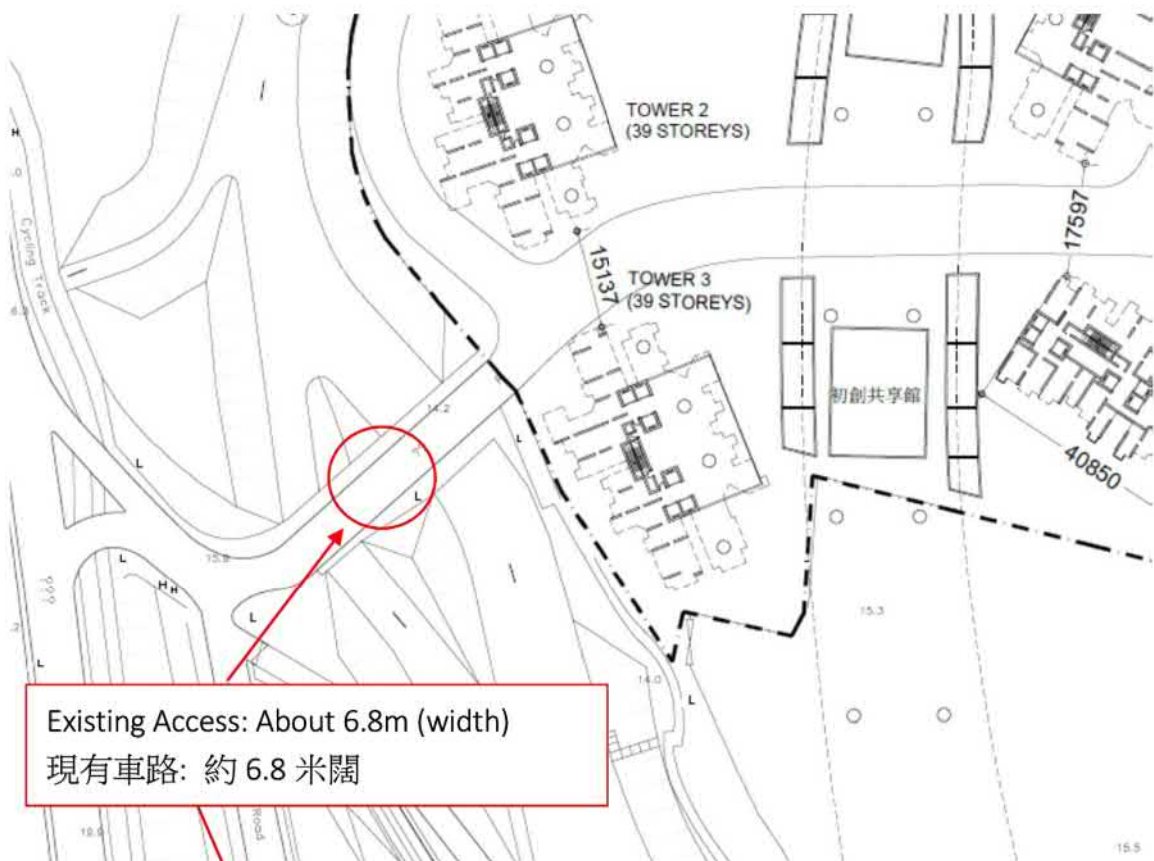 TOWER 2
(39 STOREYS)
H
Cycling Track
15137
17597
TOWER 3
(39 STOREYS)
初創共享館
14.2
L
L
L
40850
15.9
L
H H
L
L
15.3
14.0
L
Existing Access: About 6.8m (width)
現有車路: 約 6.8 米闊
Road
15.5